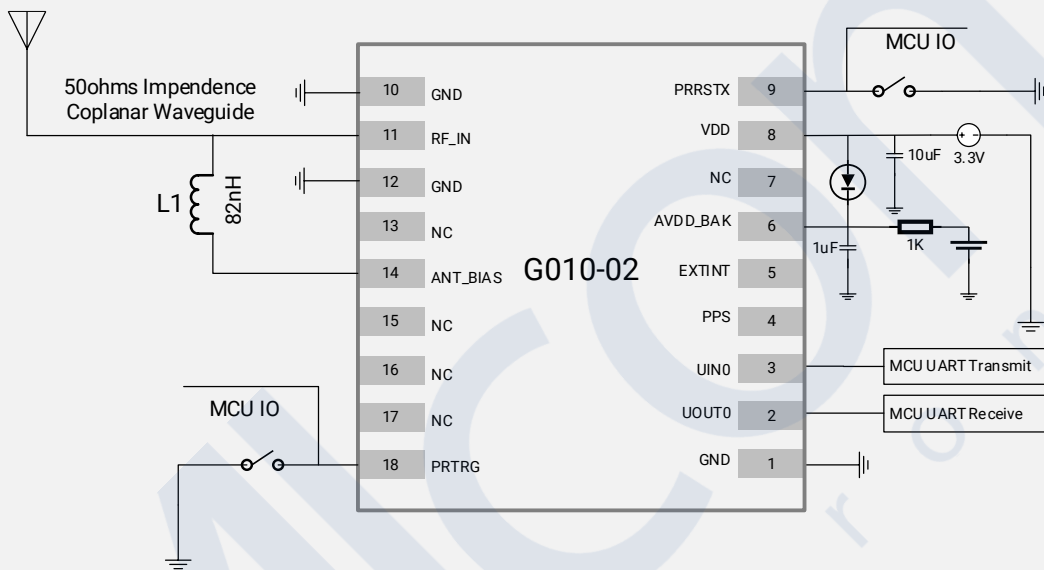 50ohms Impendence
Coplanar Waveguide
L1
82nH
10
GND
11
RF_IN
12
GND
13
NC
14
ANT_BIAS
15
NC
16
NC
17
NC
18
PRTRG
MCU IO
G010-02
PRRSTX
9
VDD
8
NC
7
AVDD_BAK
6
EXTINT
5
PPS
4
UIN0
3
UOUT0
2
GND
1
MCU IO
10uF
3.3V
1uF
1K
MCU UART Transmit
MCU UART Receive